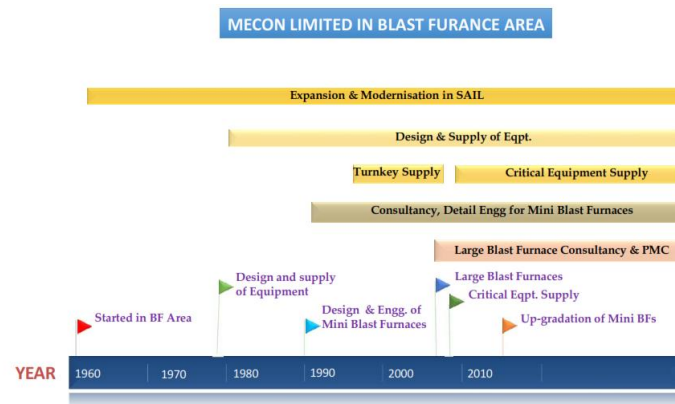 MECON LIMITED IN BLAST FURANCE AREA
Expansion & Modernisation in SAIL
Design & Supply of Eqpt.
Turnkey Supply
Critical Equipment Supply
Consultancy, Detail Engg for Mini Blast Furnaces
Large Blast Furnace Consultancy & PMC
Design and supply
of Equipment
Large Blast Furnaces
Critical Eqpt. Supply
Started in BF Area
Design & Engg. of
Mini Blast Furnaces
Up-gradation of Mini BFs
YEAR
1960
1970
1980
1990
2000
2010